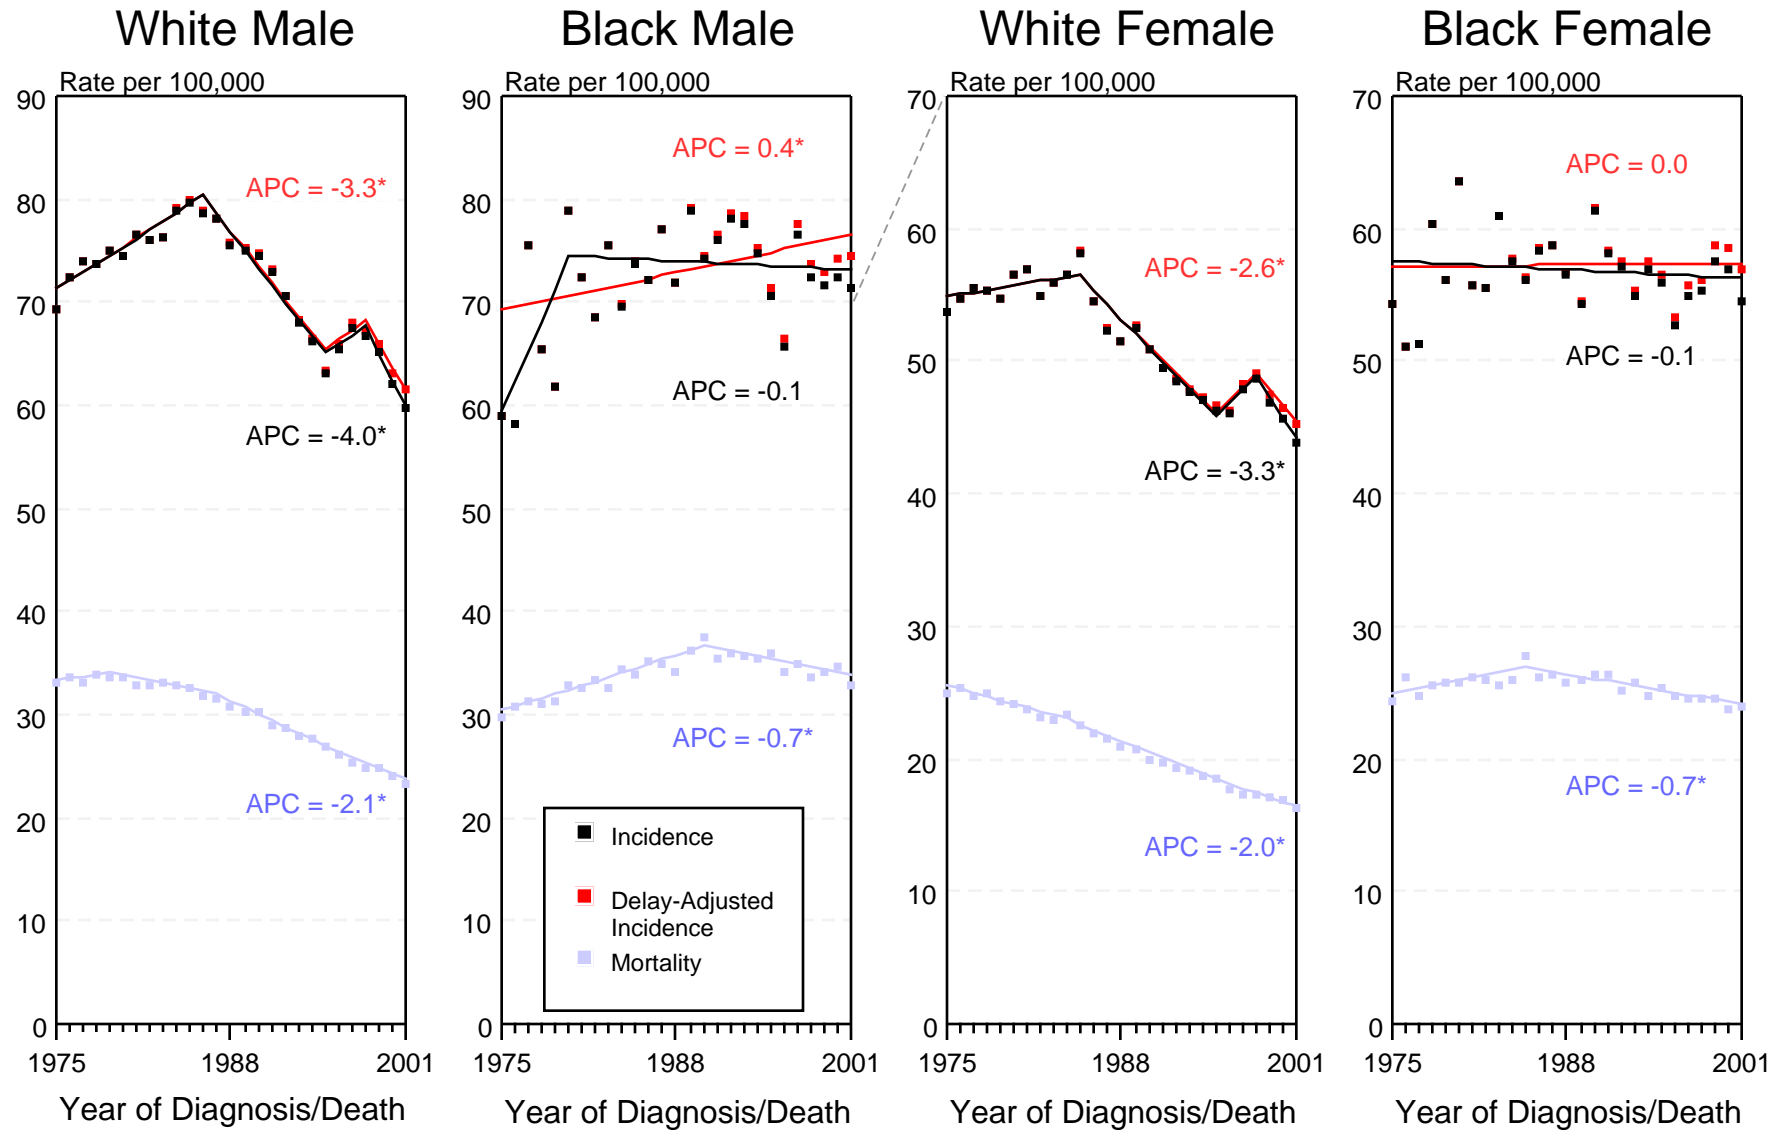 White Male
Black Male
White Female
Black Female
Rate per 100,000
Rate per 100,000
Rate per 100,000
Rate per 100,000
90
80
70
60
50
40
30
20
10
0
APC = -3.3*
APC = -4.0*
APC = -2.1*
1975
1988
2001
Year of Diagnosis/Death
90
80
70
60
50
40
30
20
10
0
APC = 0.4*
APC = -0.1
APC = -0.7*
Incidence
Delay-Adjusted
Incidence
Mortality
1975
1988
2001
Year of Diagnosis/Death
70
60
50
40
30
20
10
0
APC = -2.6*
APC = -3.3*
APC = -2.0*
1975
1988
2001
Year of Diagnosis/Death
70
60
50
40
30
20
10
0
APC = 0.0
APC = -0.1
APC = -0.7*
1975
1988
2001
Year of Diagnosis/Death